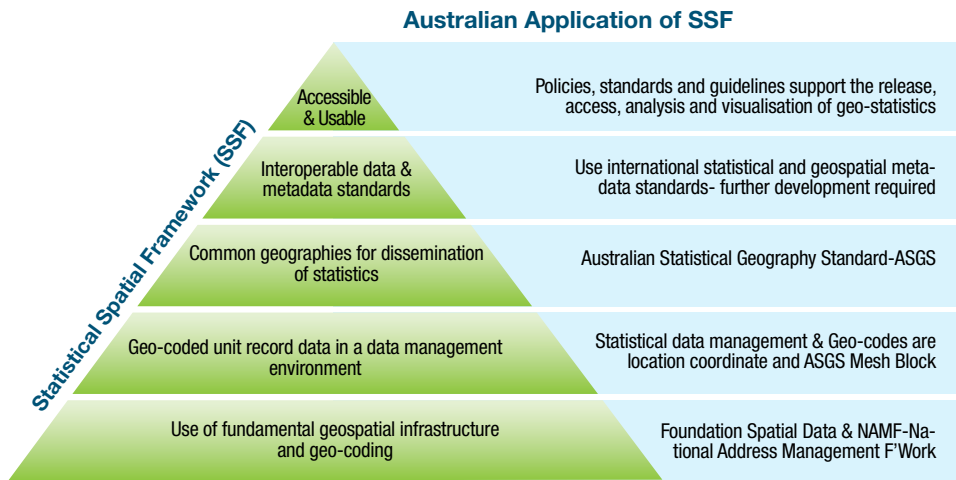 Australian Application of SSF
Statistical Spatial Framework (SSF)
Accessible
& Usable
Policies, standards and guidelines support the release,
access, analysis and visualisation of geo-statistics
Interoperable data &
metadata standards
Use international statistical and geospatial meta-
data standards- further development required
Common geographies for dissemination
of statistics
Australian Statistical Geography Standard-ASGS
Geo-coded unit record data in a data management
environment
Statistical data management & Geo-codes are
location coordinate and ASGS Mesh Block
Use of fundamental geospatial infrastructure
and geo-coding
Foundation Spatial Data & NAMF-Na-
tional Address Management F'Work